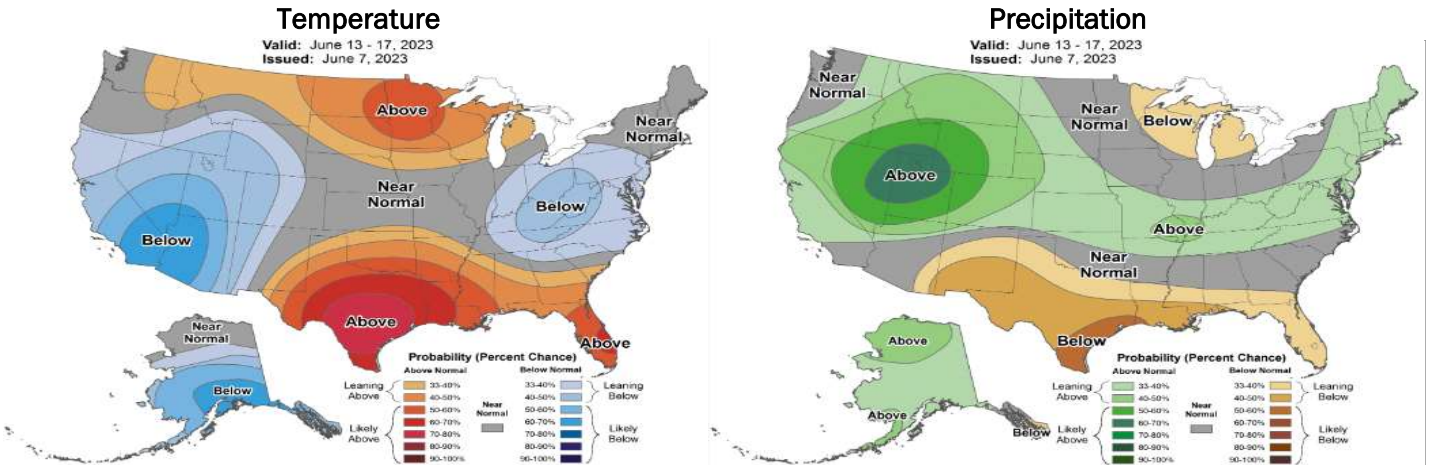 Temperature
Valid: June 13 - 17, 2023
Issued: June 7, 2023
Above
Near
Normal
Near
Normal
Below
Below
Above
Above
Near
Normal
Below
Probability (Percent Chance)
Above Normal
Below Normal
Leaning
Above
33-40%
40-50%
Likely
Above
50-60%
60-70%
70-80%
80-90%
90-100%
Near
Normal
33-40%
40-50%
Leaning
Below
50-60%
60-70%
70-80%
80-90%
90-100%
Likely
Below
Precipitation
Valid: June 13 - 17, 2023
Issued: June 7, 2023
Near
Normal
Near
Normal
Below
Above
Above
Near
Normal
Below
Above
Above
Below
Probability (Percent Chance)
Above Normal
Below Normal
Leaning
Above
33-40%
40-50%
Likely
Above
50-60%
60-70%
70-80%
80-90%
90-100%
Near
Normal
33-40%
40-50%
Leaning
Below
50-60%
60-70%
70-80%
80-90%
90-100%
Likely
Below